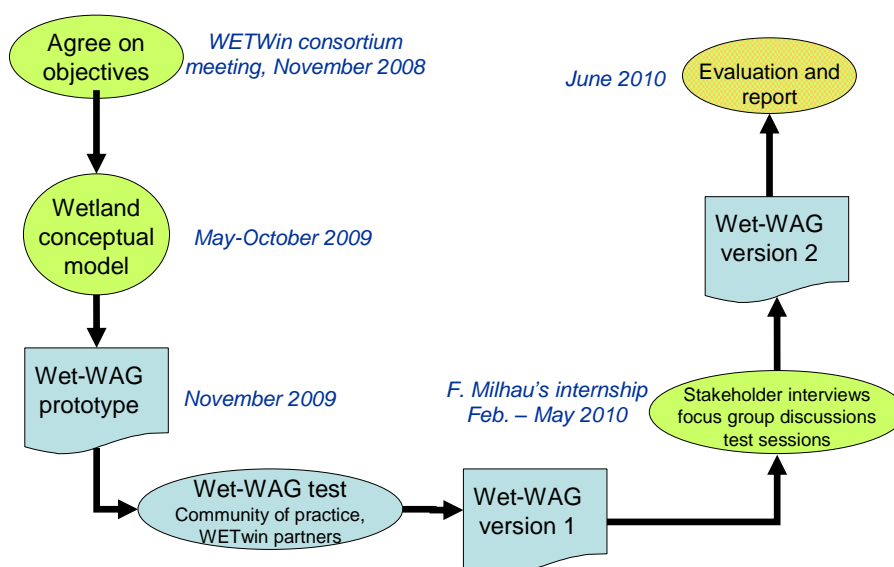 Agree on
objectives
WETWin consortium
meeting, November 2008
Wetland
conceptual
model
May-October 2009
Wet-WAG
prototype
November 2009
Wet-WAG test
Community of practice,
WETwin partners
Wet-WAG
version 1
F. Milhau's internship
Feb. – May 2010
Stakeholder interviews
focus group discussions
test sessions
Wet-WAG
version 2
June 2010
Evaluation and
report